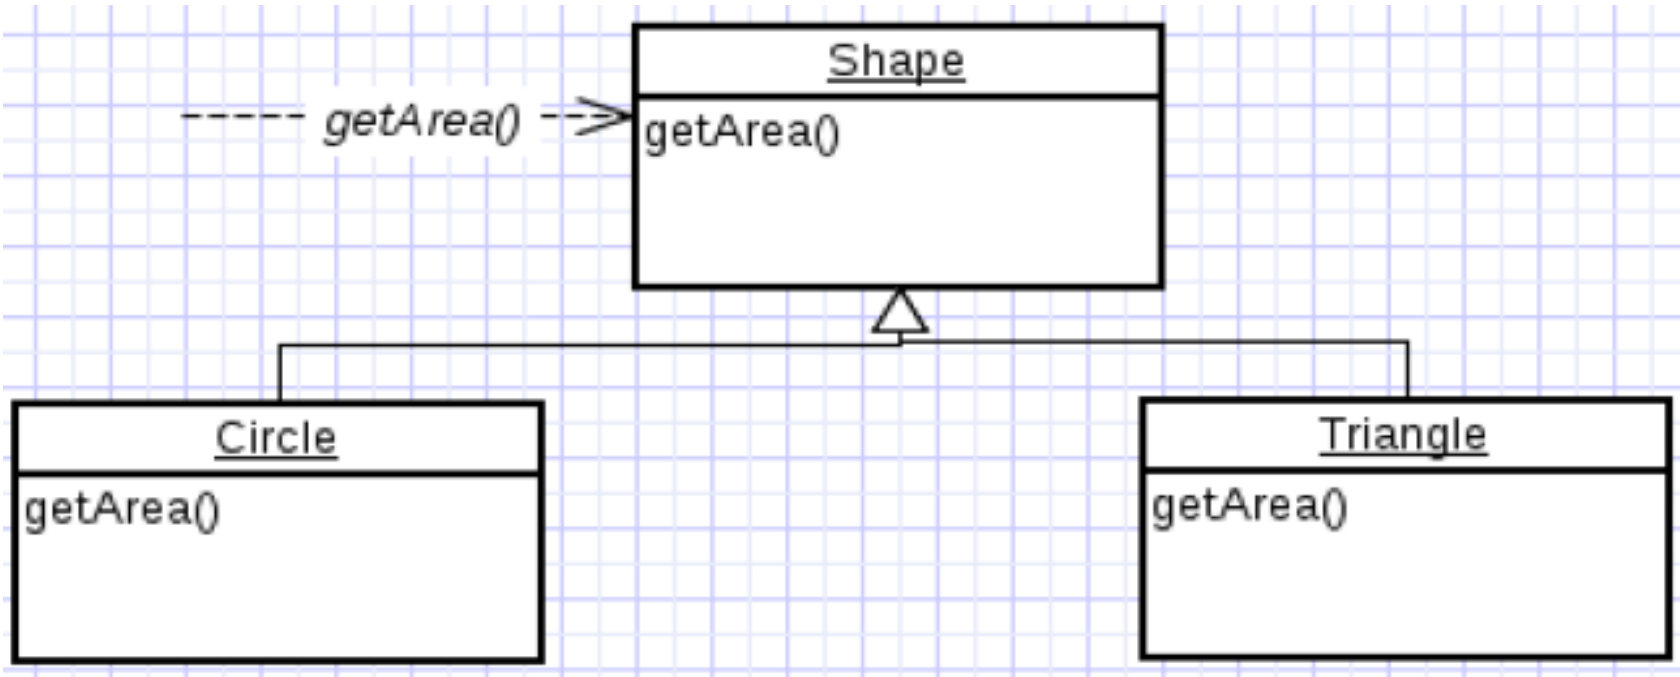 Shape
getArea()
getArea()
Circle
getArea()
Triangle
getArea()